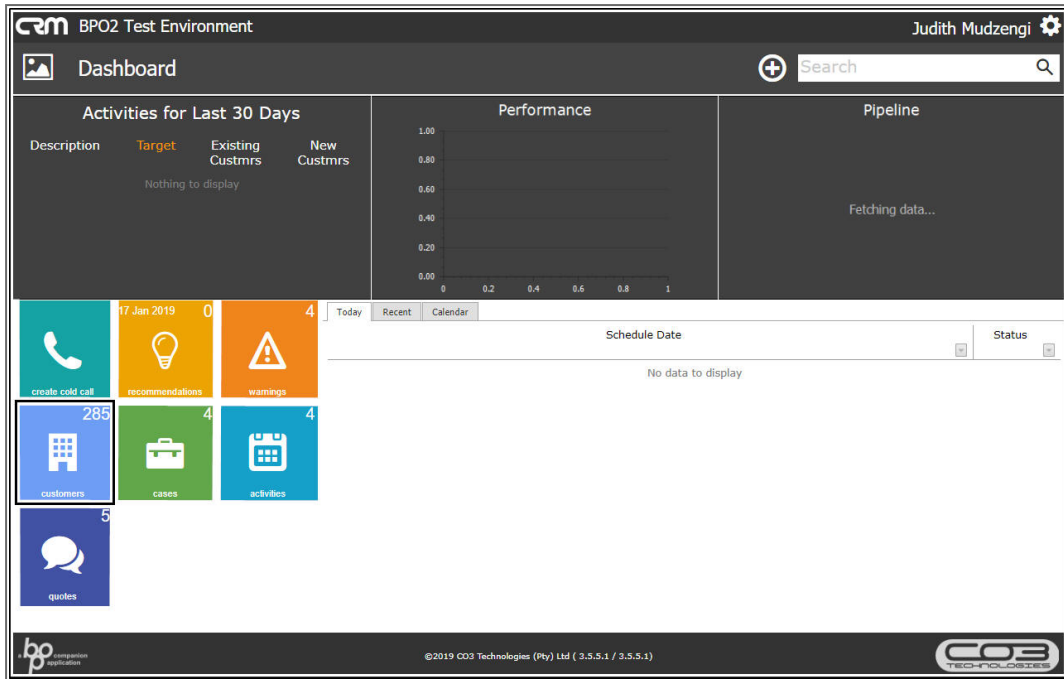 CRM BPO2 Test Environment
Judith Mudzengi
Dashboard
Search
Activities for Last 30 Days
Description Target Existing Custmrs New Custmrs
Nothing to display
Performance
1.00
0.80
0.60
0.40
0.20
0.00
0 0.2 0.4 0.6 0.8 1
Pipeline
Fetching data...
create cold call
17 Jan 2019 0
recommendations
4
warnings
285
customers
4
cases
4
activities
5
quotes
Today Recent Calendar
Schedule Date Status
No data to display
a bp companion application
©2019 CO3 Technologies (Pty) Ltd ( 3.5.5.1 / 3.5.5.1)
CO3
TECHNOLOGIES